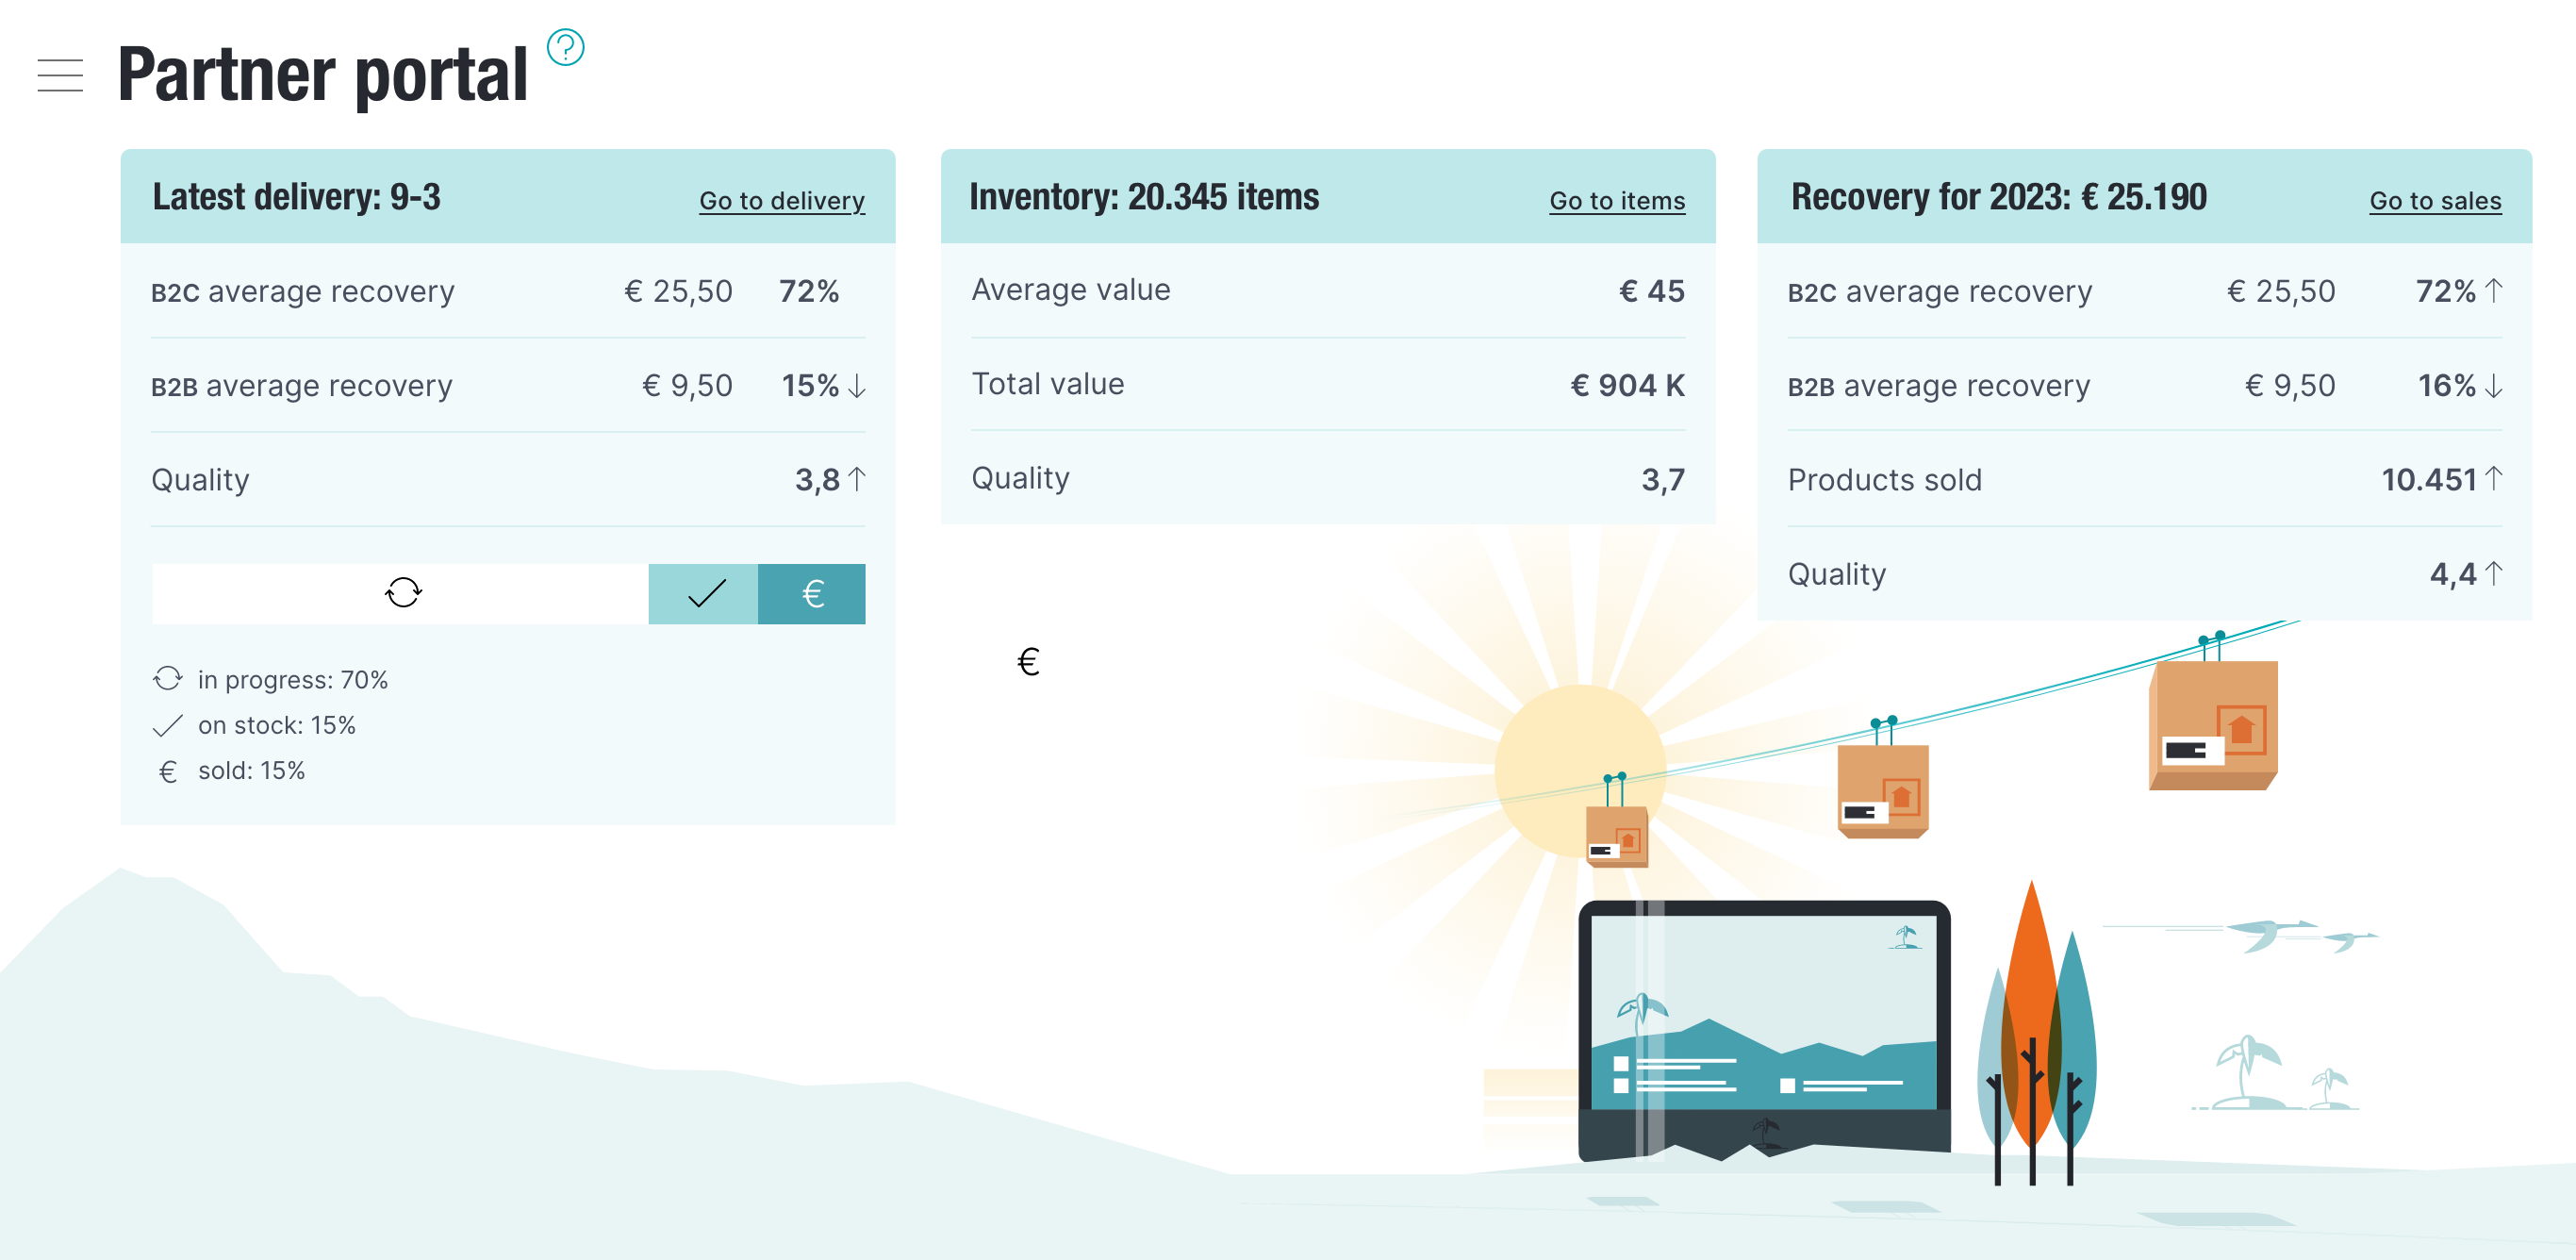 Partner portal ?
Latest delivery: 9-3 Go to delivery
B2C average recovery € 25,50 72%
B2B average recovery € 9,50 15% ↓
Quality 3,8 ↑
€
in progress: 70%
on stock: 15%
€ sold: 15%
Inventory: 20.345 items Go to items
Average value € 45
Total value € 904 K
Quality 3,7
€
Recovery for 2023: € 25.190 Go to sales
B2C average recovery € 25,50 72% ↑
B2B average recovery € 9,50 16% ↓
Products sold 10.451 ↑
Quality 4,4 ↑